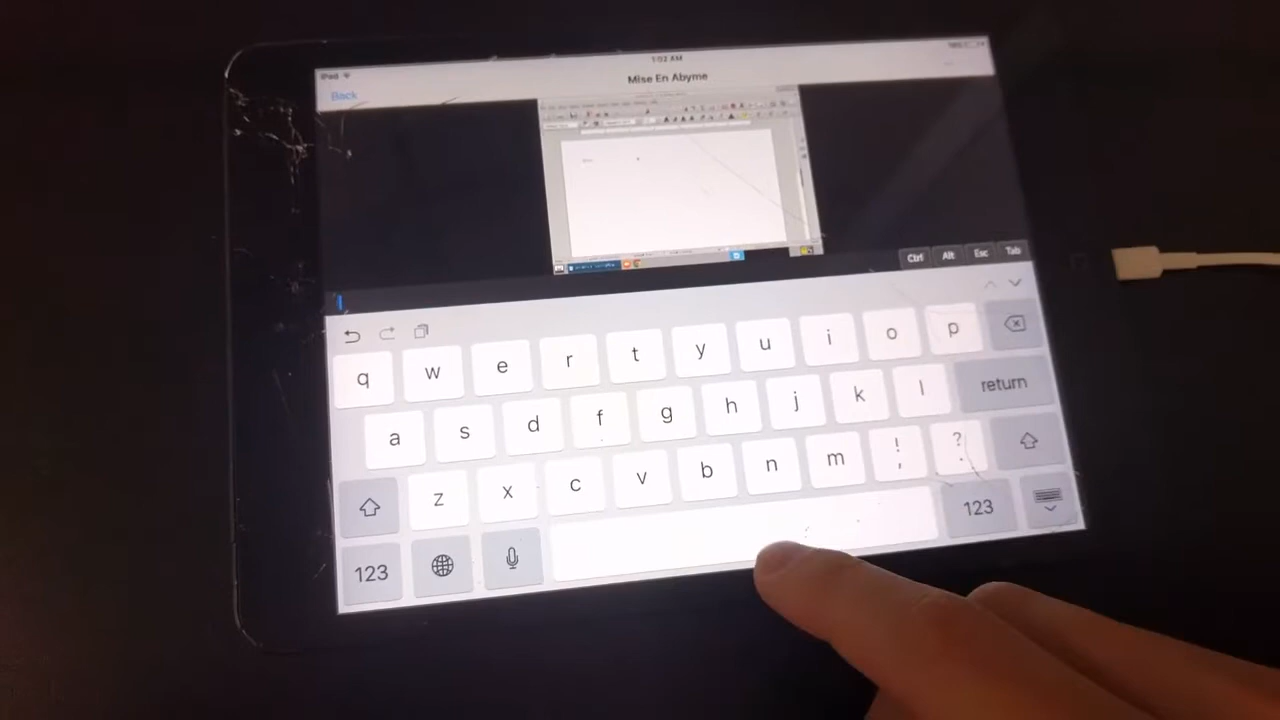 iPad
1:02 AM
Mise En Abyme
Back
Ctrl Alt Esc Tab
q w e r t y u i o p
a s d f g h j k l return
z x c v b n m ! , ? .
123 123